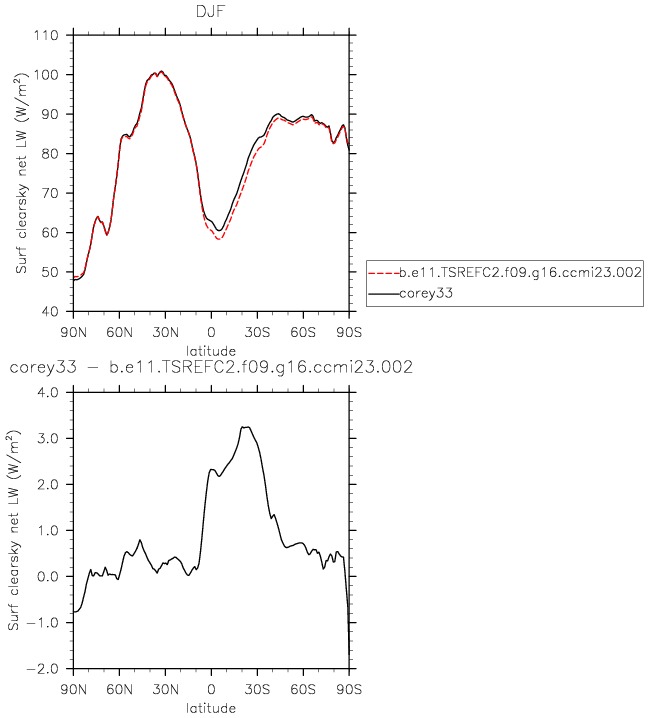 DJF
110
100
90
80
70
60
50
40
Surf clearsky net LW (W/m²)
90N 60N 30N 0 30S 60S 90S
latitude
b.e11.TSREFC2.f09.g16.ccmi23.002
corey33
corey33 - b.e11.TSREFC2.f09.g16.ccmi23.002
4.0
3.0
2.0
1.0
0.0
-1.0
-2.0
Surf clearsky net LW (W/m²)
90N 60N 30N 0 30S 60S 90S
latitude